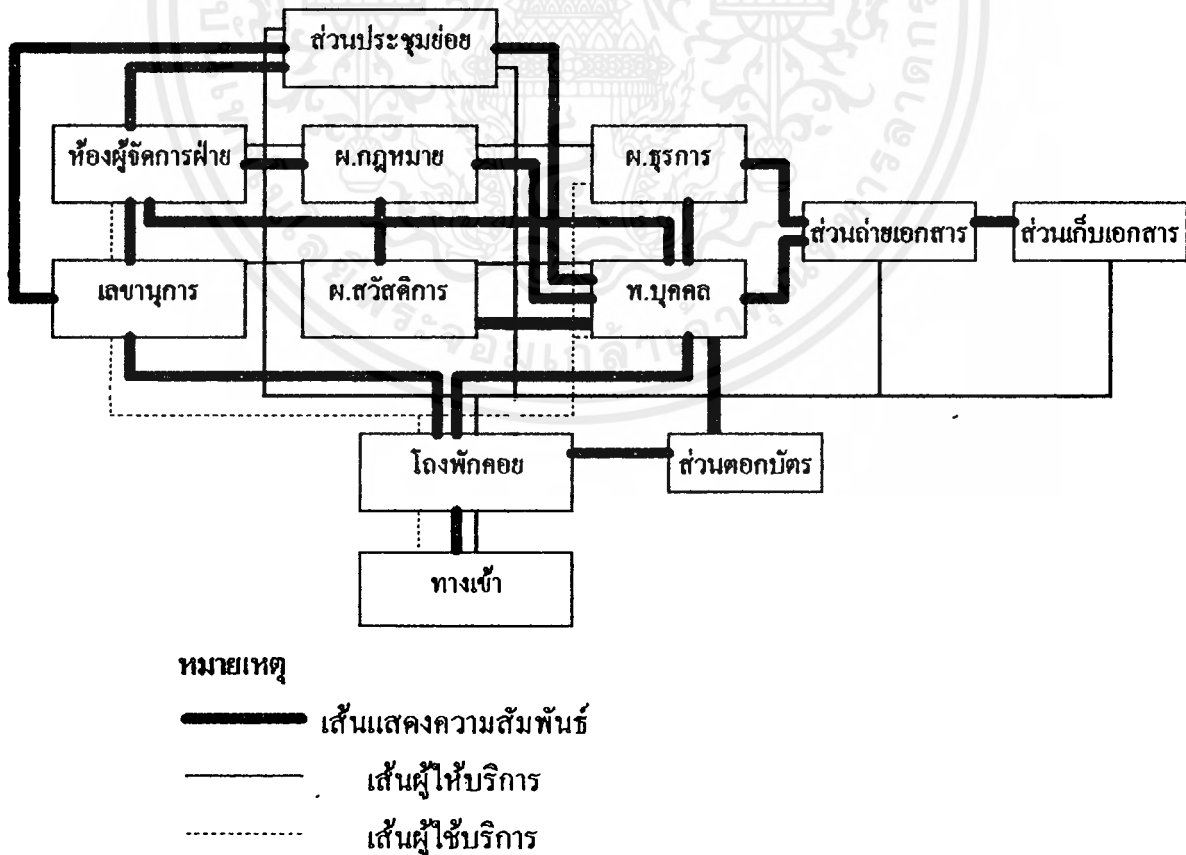 ส่วนประชุมย่อย
ห้องผู้จัดการฝ่าย
ผ.กฎหมาย
ผ.ธุรการ
ส่วนถ่ายเอกสาร
ส่วนเก็บเอกสาร
เลขานุการ
ผ.สวัสดิการ
พ.บุคคล
โถงพักคอย
ส่วนตอกบัตร
ทางเข้า
หมายเหตุ
เส้นแสดงความสัมพันธ์
เส้นผู้ให้บริการ
เส้นผู้ใช้บริการ